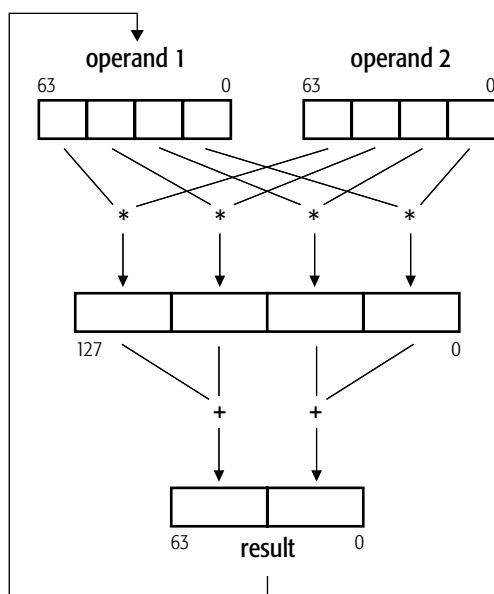 operand 1 operand 2
63 0 63 0
* * * *
127 0
+ +
63 result 0